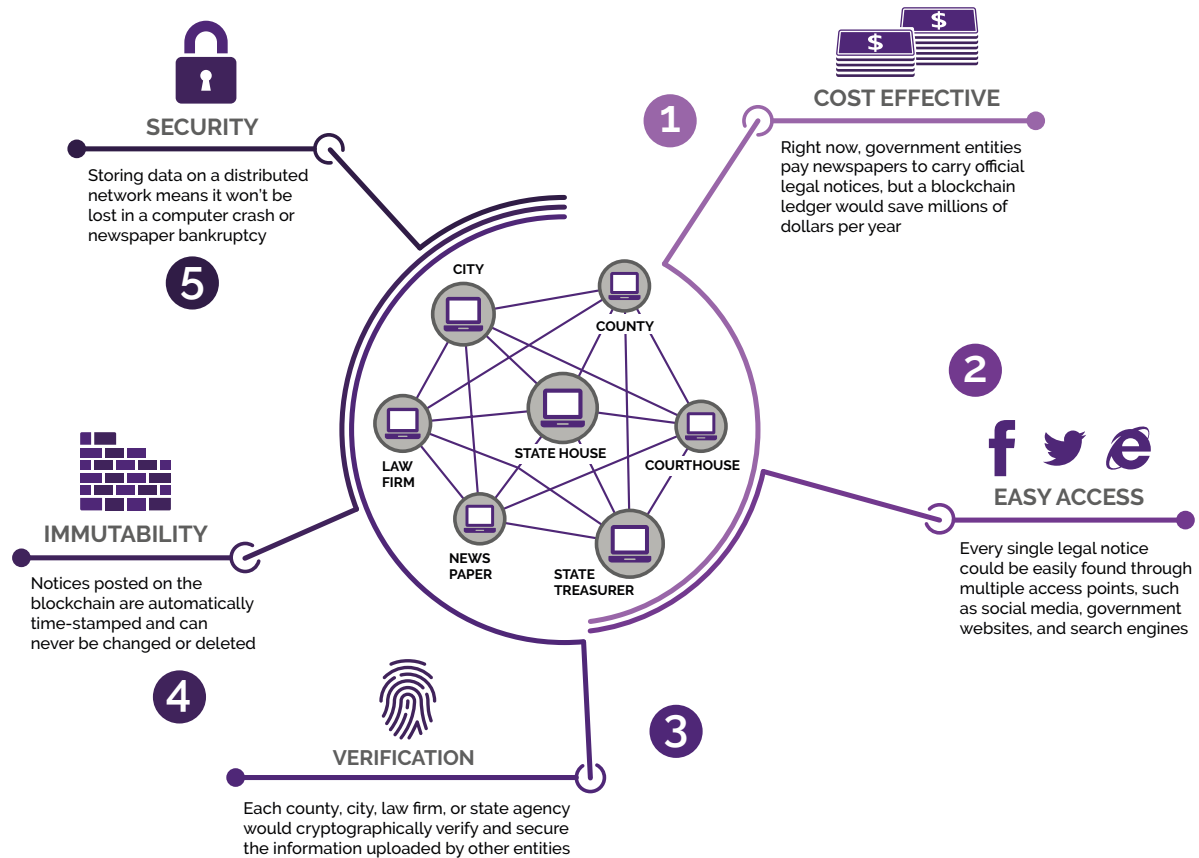 $
$
1
COST EFFECTIVE
Right now, government entities
pay newspapers to carry official
legal notices, but a blockchain
ledger would save millions of
dollars per year
2
EASY ACCESS
Every single legal notice
could be easily found through
multiple access points, such
as social media, government
websites, and search engines
3
VERIFICATION
Each county, city, law firm, or state agency
would cryptographically verify and secure
the information uploaded by other entities
4
IMMUTABILITY
Notices posted on the
blockchain are automatically
time-stamped and can
never be changed or deleted
5
SECURITY
Storing data on a distributed
network means it won't be
lost in a computer crash or
newspaper bankruptcy
CITY
COUNTY
STATE HOUSE
LAW
FIRM
COURTHOUSE
NEWS
PAPER
STATE
TREASURER